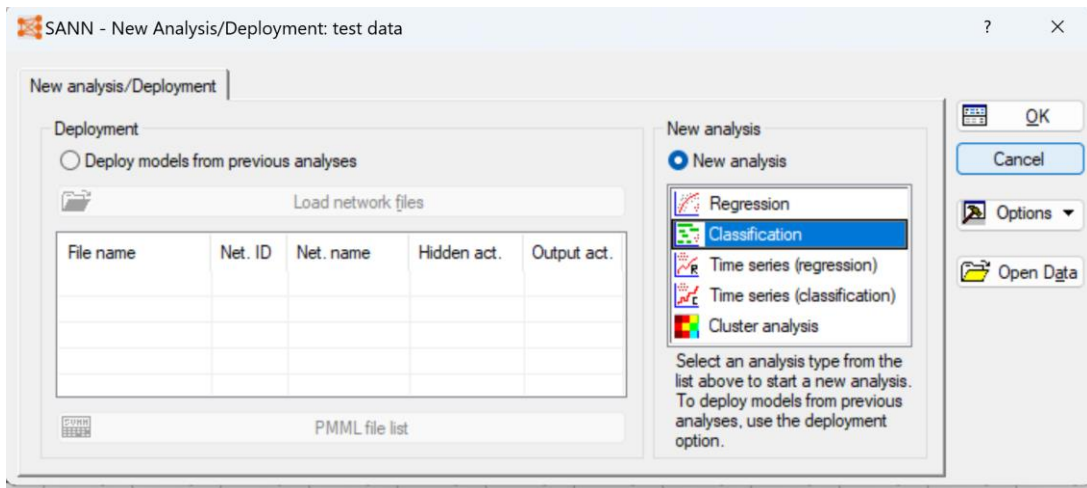 SANN - New Analysis/Deployment: test data
?
New analysis/Deployment
Deployment
Deploy models from previous analyses
Load network files
File name Net. ID Net. name Hidden act. Output act.
PMML file list
New analysis
New analysis
Regression
Classification
Time series (regression)
Time series (classification)
Cluster analysis
Select an analysis type from the
list above to start a new analysis.
To deploy models from previous
analyses, use the deployment
option.
OK
Cancel
Options
Open Data